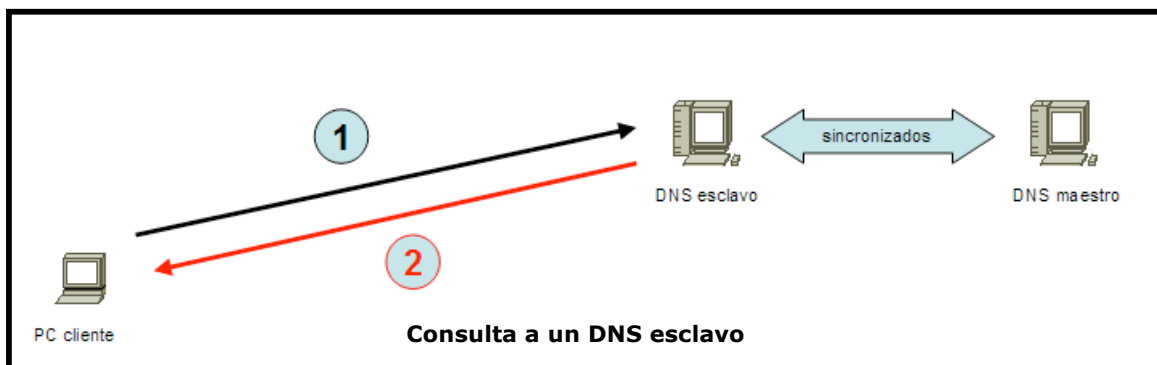 1
sincronizados
DNS esclavo
DNS maestro
2
PC cliente
Consulta a un DNS esclavo